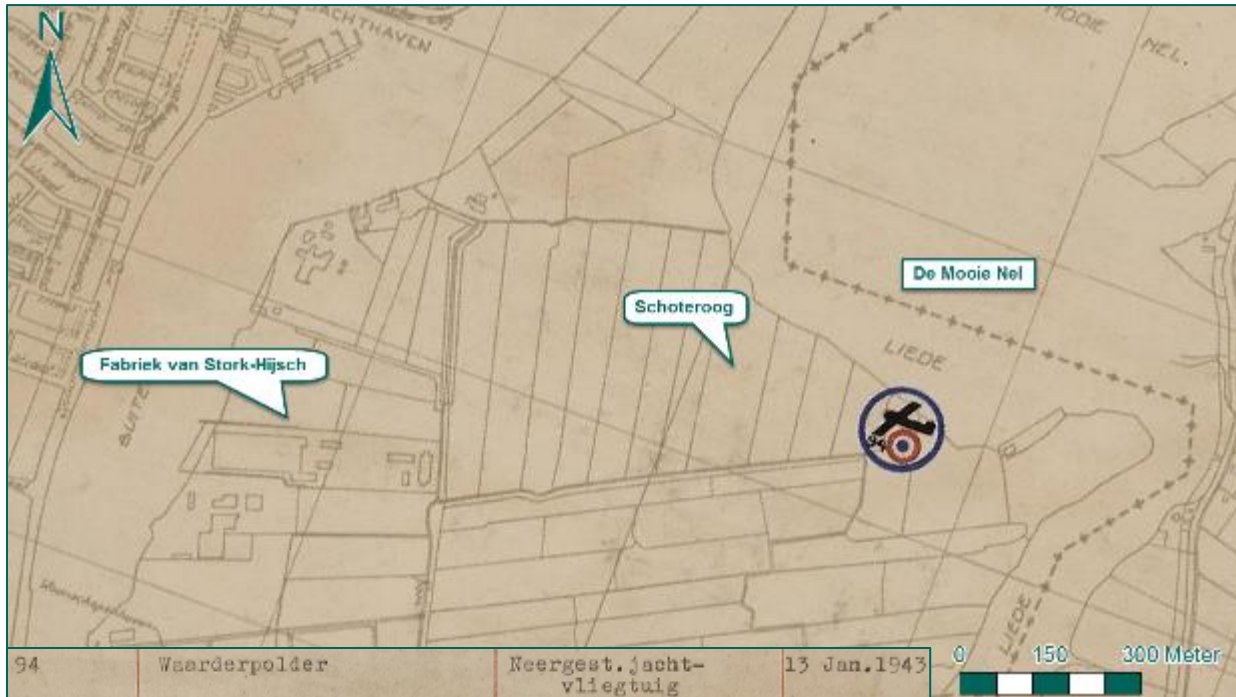 N
JACHTHAVEN
MOOIE
NEL.
De Mooie Nel
Schoteroog
LIEDE
Fabriek van Stork-Hijsch
BUITE
LIEDE
94 Waarderpolder Neergest.jacht-
vliegtuig 13 Jan.1943
0 150 300 Meter